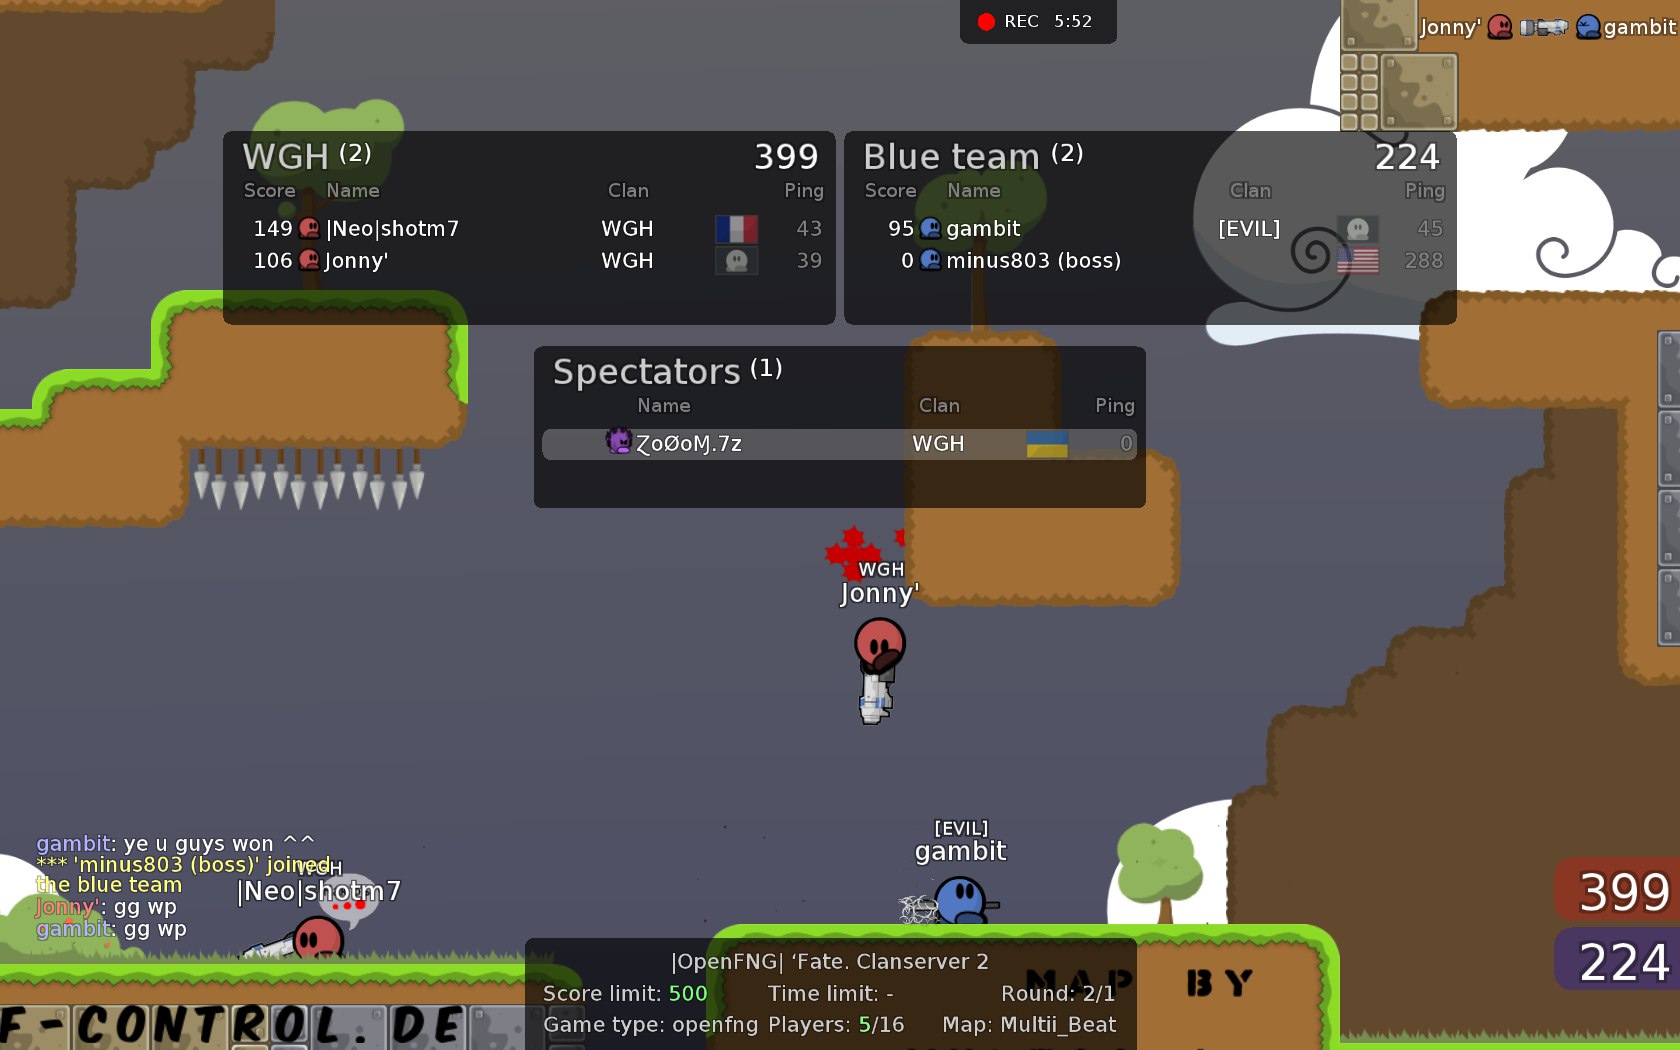 REC 5:52
Jonny' gambit
WGH (2) 399
Score Name Clan Ping
149 |Neo|shotm7 WGH 43
106 Jonny' WGH 39
Blue team (2) 224
Score Name Clan Ping
95 gambit [EVIL] 45
0 minus803 (boss) 288
Spectators (1)
Name Clan Ping
ⱿoØoⱮ.7z WGH 0
WGH
Jonny'
[EVIL]
gambit
WGH
|Neo|shotm7
gambit: ye u guys won ^^
*** 'minus803 (boss)' joined
the blue team
Jonny': gg wp
gambit: gg wp
399
224
|OpenFNG| ‘Fate. Clanserver 2
Score limit: 500 Time limit: - Round: 2/1
Game type: openfng Players: 5/16 Map: Multii_Beat
MAP BY
F-CONTROL.DE